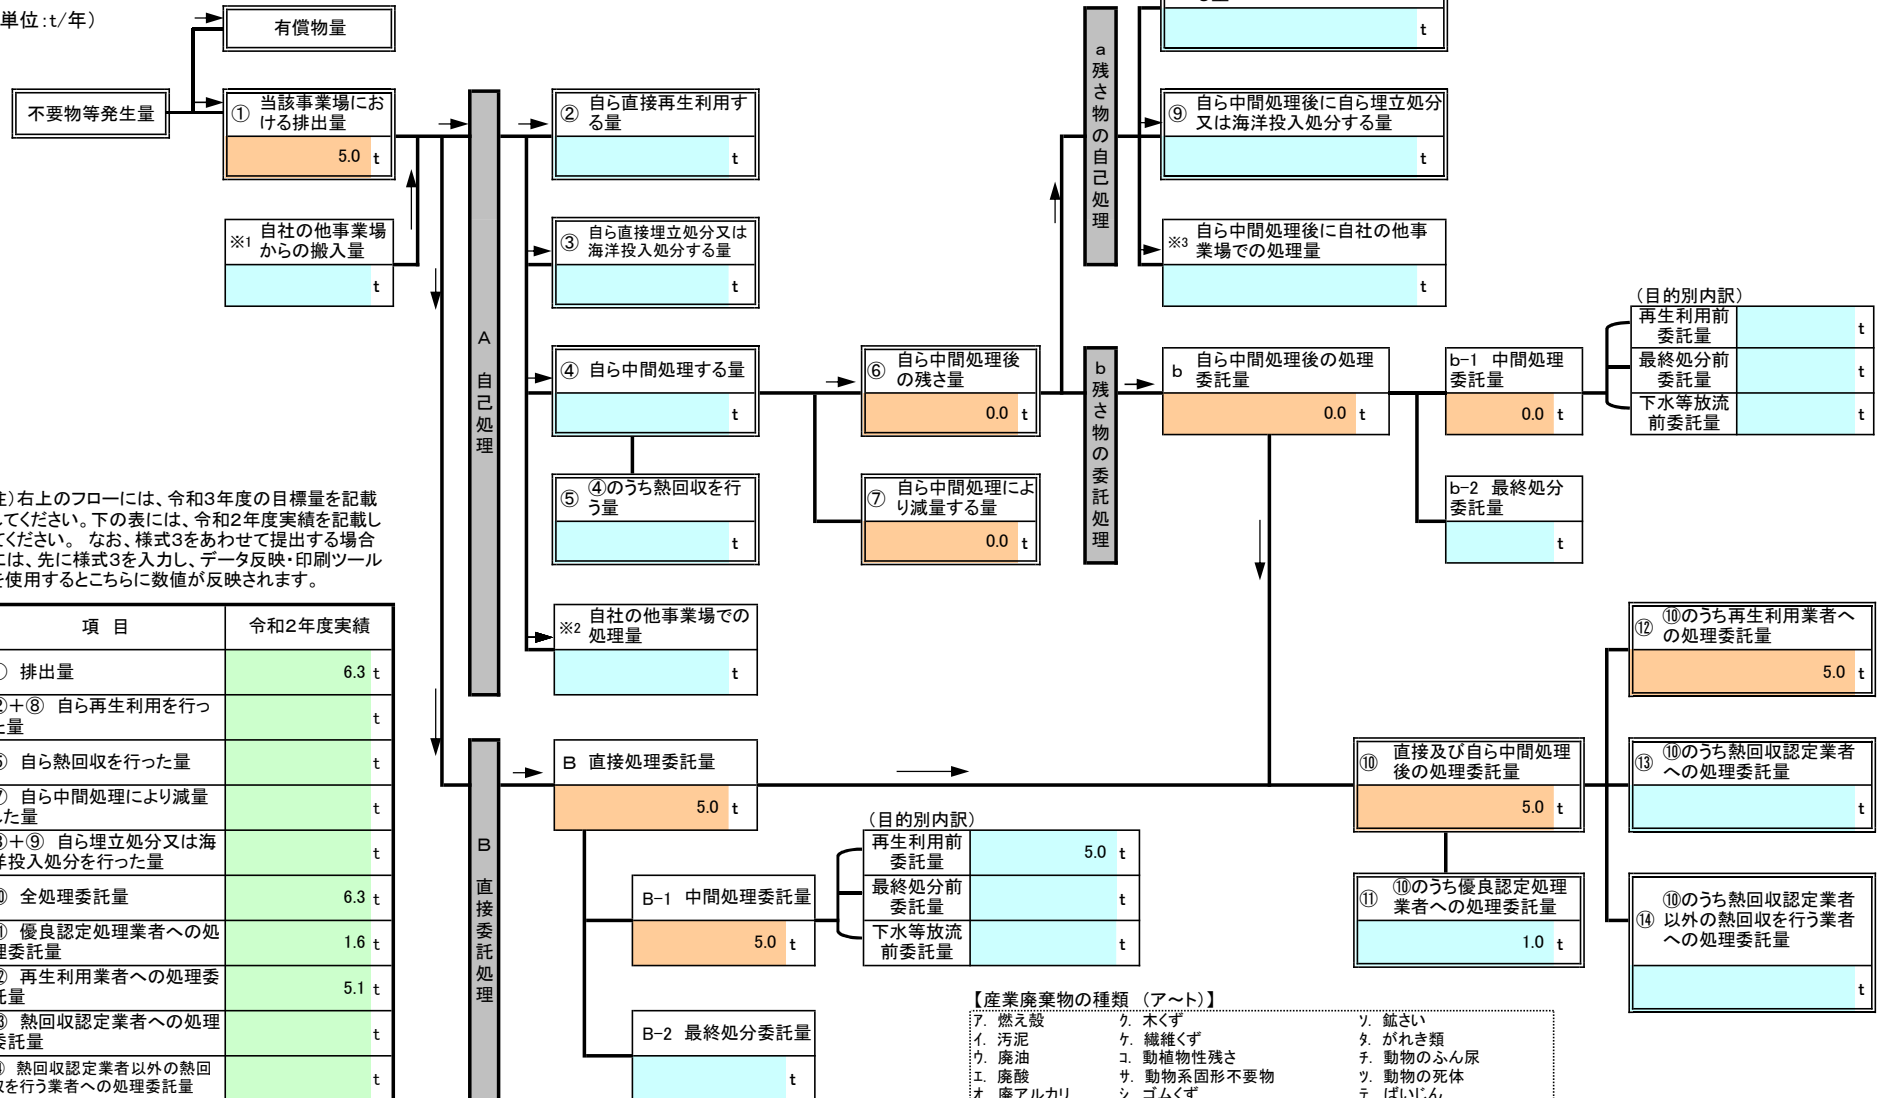 単位:t/年）
有償物量
不要物等発生量
① 当該事業場にお
ける排出量
5.0 t
※1 自社の他事業場
からの搬入量
t
A 自己処理
② 自ら直接再生利用す
る量
t
③ 自ら直接埋立処分又は
海洋投入処分する量
t
④ 自ら中間処理する量
t
⑤ ④のうち熱回収を行
う量
t
※2 自社の他事業場での
処理量
t
⑥ 自ら中間処理後
の残さ量
0.0 t
⑦ 自ら中間処理によ
り減量する量
0.0 t
a 残さ物の自己処理
t
⑨ 自ら中間処理後に自ら埋立処分
又は海洋投入処分する量
t
※3 自ら中間処理後に自社の他事
業場での処理量
t
b 残さ物の委託処理
b 自ら中間処理後の処理
委託量
0.0 t
b-1 中間処理
委託量
0.0 t
b-2 最終処分
委託量
t
（目的別内訳）
再生利用前
委託量
t
最終処分前
委託量
t
下水等放流
前委託量
t
注）右上のフローには、令和3年度の目標量を記載
してください。下の表には、令和2年度実績を記載し
てください。 なお、様式3をあわせて提出する場合
には、先に様式3を入力し、データ反映・印刷ツール
を使用するとこちらに数値が反映されます。
項 目 令和2年度実績
① 排出量 6.3 t
②+⑧ 自ら再生利用を行っ
た量 t
⑤ 自ら熱回収を行った量 t
⑦ 自ら中間処理により減量
した量 t
③+⑨ 自ら埋立処分又は海
洋投入処分を行った量 t
⑩ 全処理委託量 6.3 t
⑪ 優良認定処理業者への処
理委託量 1.6 t
⑫ 再生利用業者への処理委
託量 5.1 t
⑬ 熱回収認定業者への処理
委託量 t
⑭ 熱回収認定業者以外の熱回
収を行う業者への処理委託量 t
B 直接委託処理
B 直接処理委託量
5.0 t
B-1 中間処理委託量
5.0 t
B-2 最終処分委託量
t
（目的別内訳）
再生利用前
委託量
5.0 t
最終処分前
委託量
t
下水等放流
前委託量
t
⑩ 直接及び自ら中間処理
後の処理委託量
5.0 t
⑪ ⑩のうち優良認定処理
業者への処理委託量
1.0 t
⑫ ⑩のうち再生利用業者へ
の処理委託量
5.0 t
⑬ ⑩のうち熱回収認定業者
への処理委託量
t
⑭ ⑩のうち熱回収認定業者
以外の熱回収を行う業者
への処理委託量
t
【産業廃棄物の種類 （ア～ト）】
ア. 燃え殻 ク. 木くず ソ. 鉱さい
イ. 汚泥 ケ. 繊維くず タ. がれき類
ウ. 廃油 コ. 動植物性残さ チ. 動物のふん尿
エ. 廃酸 サ. 動物系固形不要物 ツ. 動物の死体
オ. 廃アルカリ シ. ゴムくず テ. ばいじん